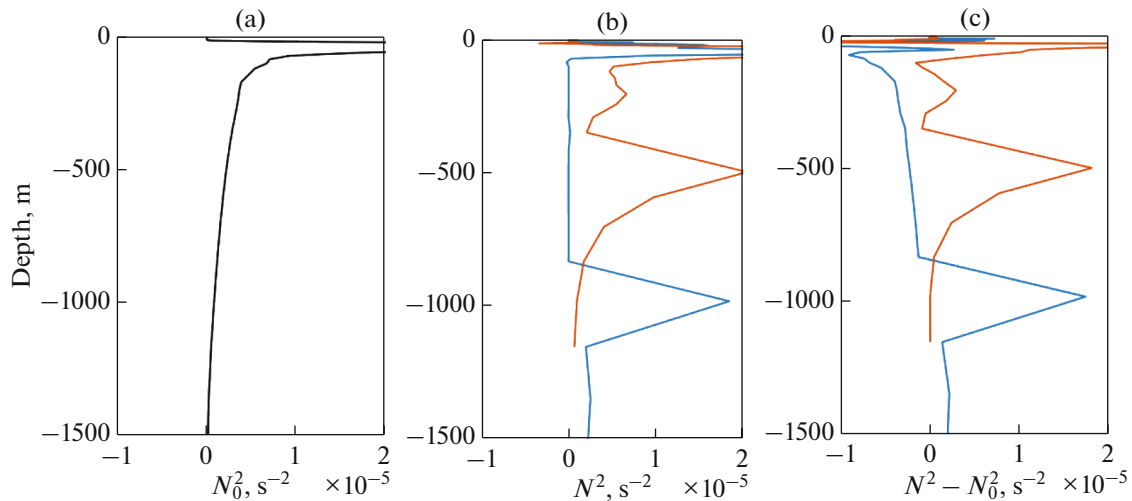 (a) (b) (c)
0 0 0
−500 −500 −500
−1000 −1000 −1000
−1500 −1500 −1500
Depth, m
−1 0 1 2 −1 0 1 2 −1 0 1 2
N₀², s⁻² ×10⁻⁵ N², s⁻² ×10⁻⁵ N² − N₀², s⁻² ×10⁻⁵